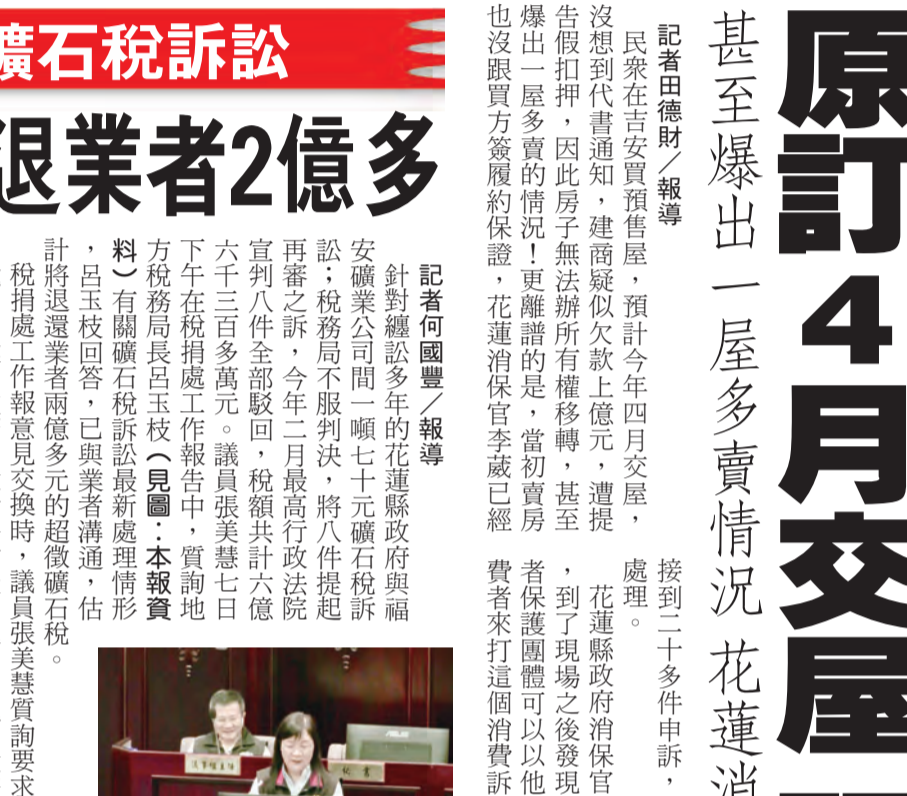 原訂4月交屋
甚至爆出一屋多賣情況 花蓮消
記者田德財／報導
民眾在吉安買預售屋，預計今年四月交屋，
沒想到代書通知，建商疑似欠款上億元，遭提
告假扣押，因此房子無法辦所有權移轉，甚至
爆出一屋多賣的情況！更離譜的是，當初賣房
也沒跟買方簽履約保證，花蓮消保官李葳已經
接到二十多件申訴，
處理。
花蓮縣政府消保官
，到了現場之後發現
者保護團體可以以他
費者來打這個消費訴
礦石稅訴訟
退業者2億多
記者何國豐／報導
針對纏訟多年的花蓮縣政府與福
安礦業公司間一噸七十元礦石稅訴
訟；稅務局不服判決，將八件提起
再審之訴，今年二月最高行政法院
宣判八件全部駁回，稅額共計六億
六千三百多萬元。議員張美慧七日
下午在稅捐處工作報告中，質詢地
方稅務局長呂玉枝（見圖：本報資
料）有關礦石稅訴訟最新處理情形
，呂玉枝回答，已與業者溝通，估
計將退還業者兩億多元的超徵礦石稅。
稅捐處工作報意見交換時，議員張美慧質詢要求
ASUS